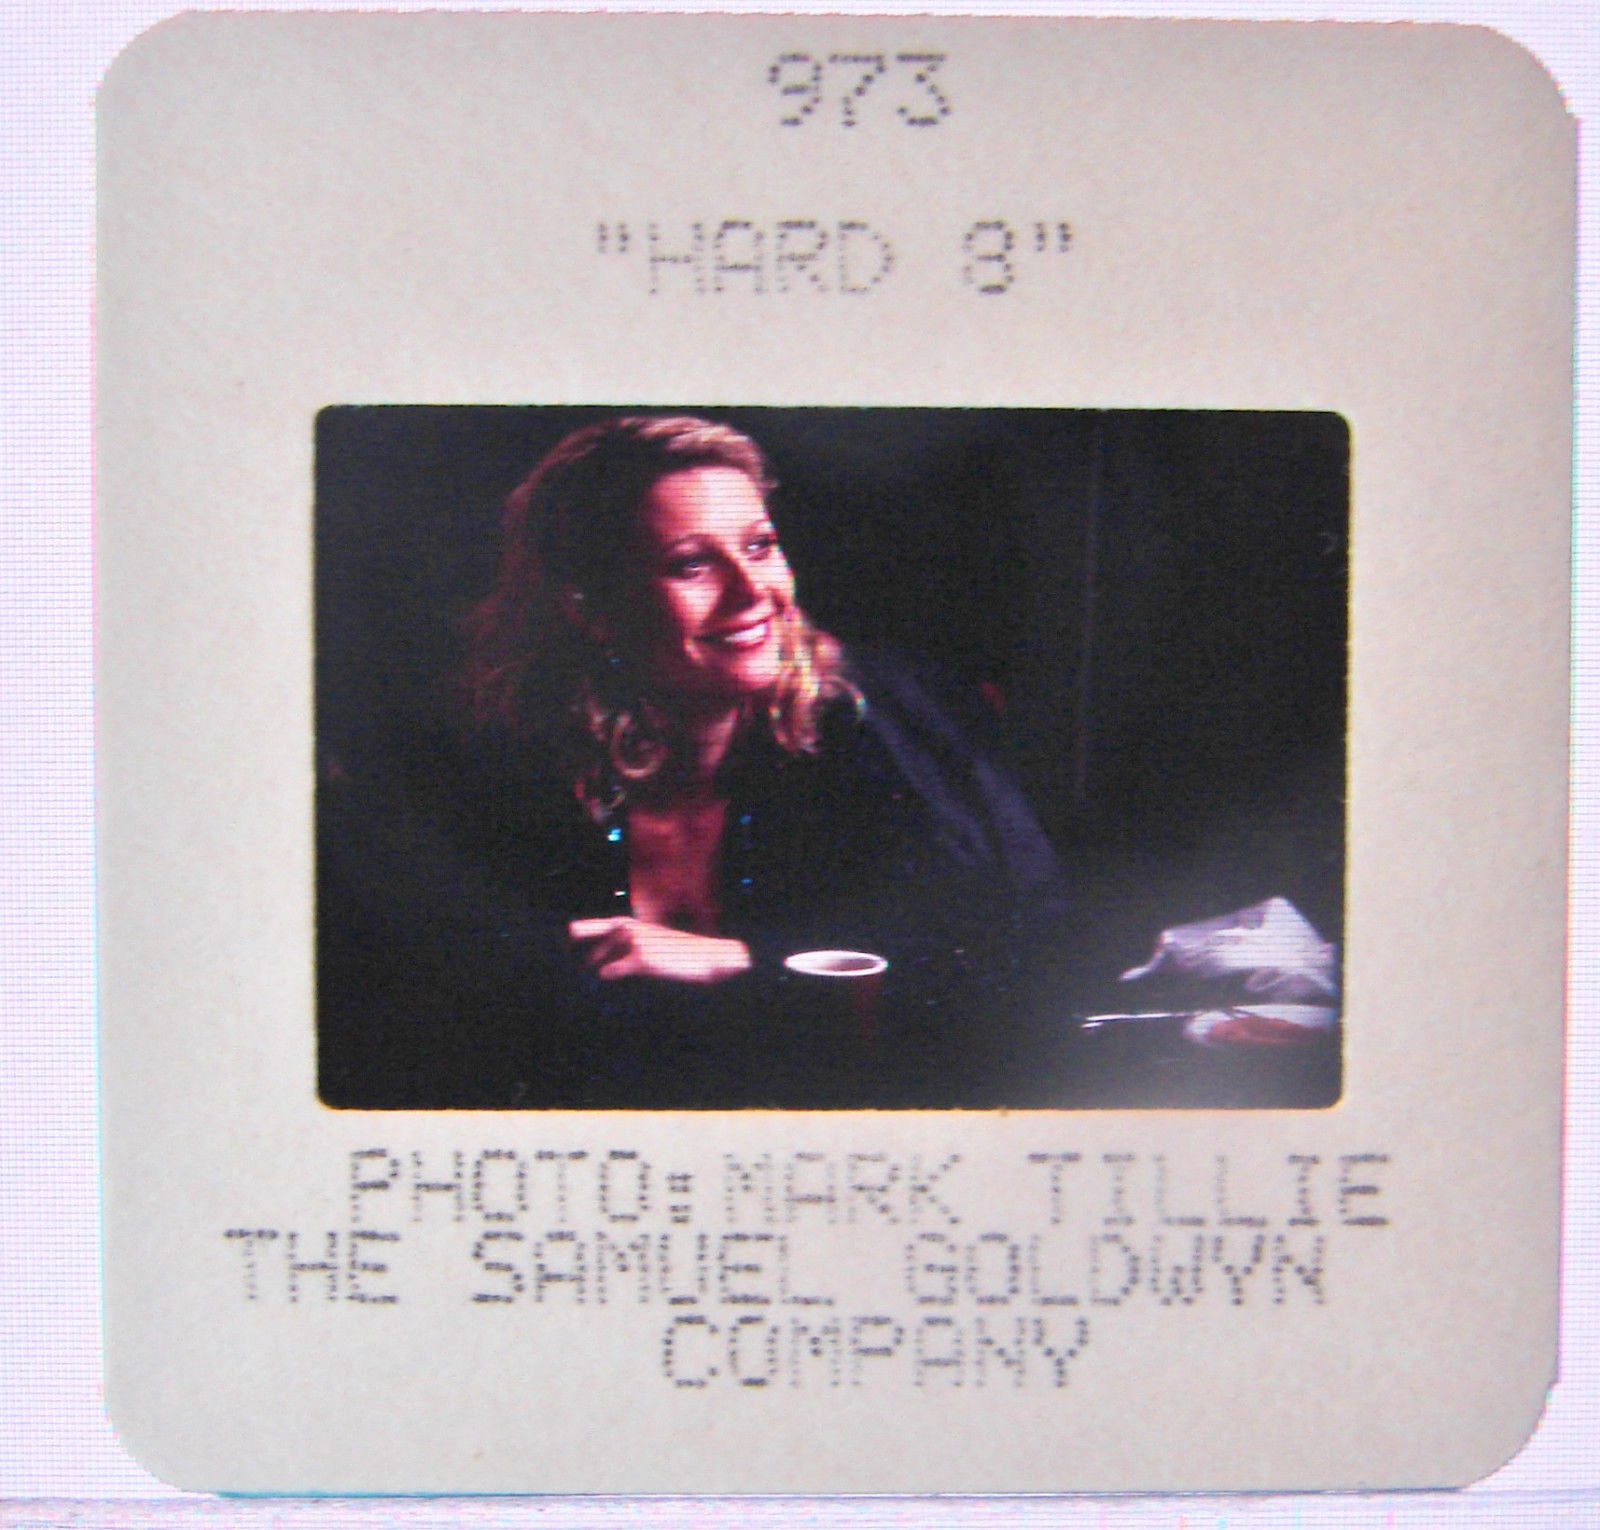 973
"HARD 8"
PHOTO: MARK TILLIE
THE SAMUEL GOLDWYN
COMPANY